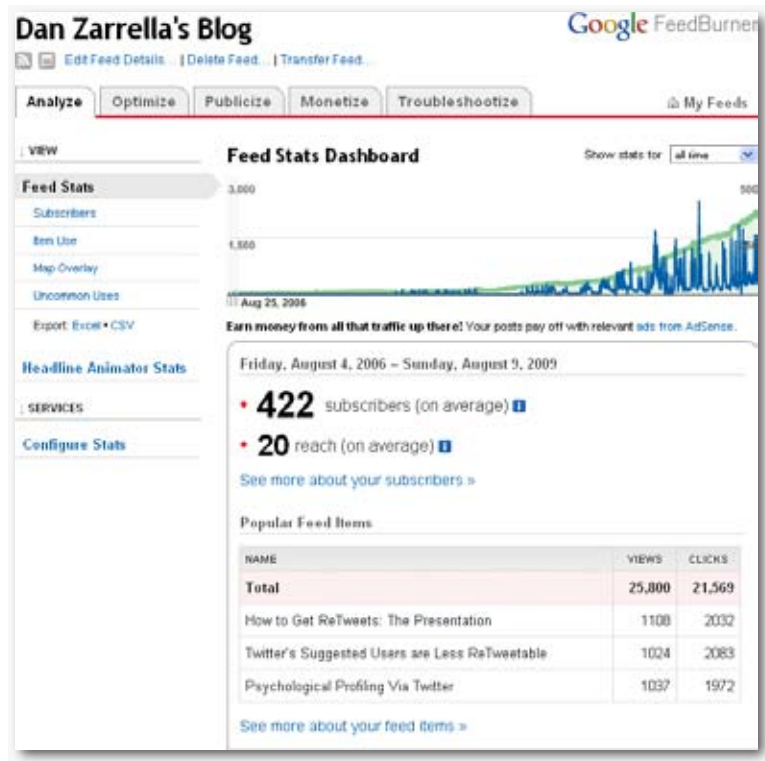 Dan Zarrella's Blog
Google FeedBurner
Edit Feed Details... | Delete Feed... | Transfer Feed...
Analyze Optimize Publicize Monetize Troubleshootize
My Feeds
VIEW
Feed Stats
Subscribers
Item Use
Map Overlay
Uncommon Uses
Export: Excel • CSV
Headline Animator Stats
SERVICES
Configure Stats
Feed Stats Dashboard
Show stats for all time
3,000
500
1,500
Aug 25, 2006
Earn money from all that traffic up there! Your posts pay off with relevant ads from AdSense.
Friday, August 4, 2006 – Sunday, August 9, 2009
• 422 subscribers (on average)
• 20 reach (on average)
See more about your subscribers »
Popular Feed Items
NAME VIEWS CLICKS
Total 25,800 21,569
How to Get ReTweets: The Presentation 1108 2032
Twitter's Suggested Users are Less ReTweetable 1024 2083
Psychological Profiling Via Twitter 1037 1972
See more about your feed items »